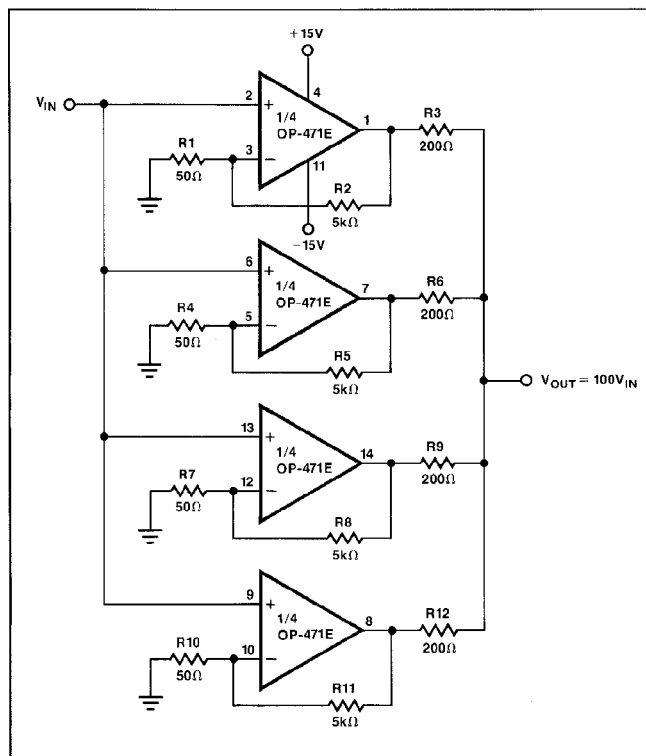 +15V
V_IN
2
+
4
1/4
OP-471E
1
R3
200Ω
R1
50Ω
3
−
11
R2
5kΩ
−15V
6
+
1/4
OP-471E
7
R6
200Ω
R4
50Ω
5
−
R5
5kΩ
V_OUT = 100V_IN
13
+
1/4
OP-471E
14
R9
200Ω
R7
50Ω
12
−
R8
5kΩ
9
+
1/4
OP-471E
8
R12
200Ω
R10
50Ω
10
−
R11
5kΩ